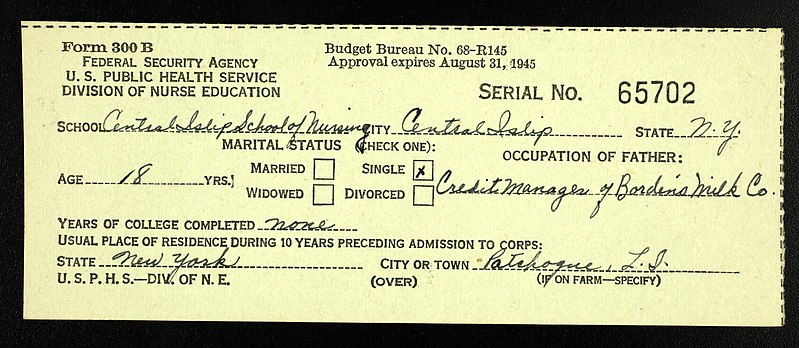 Form 300 B
Budget Bureau No. 68-R145
FEDERAL SECURITY AGENCY
Approval expires August 31, 1945
U. S. PUBLIC HEALTH SERVICE
DIVISION OF NURSE EDUCATION
SERIAL NO. 65702
SCHOOL Central Islip School of Nursing CITY Central Islip STATE N.Y.
MARITAL STATUS (CHECK ONE):
OCCUPATION OF FATHER:
AGE 18 YRS.
MARRIED SINGLE x
WIDOWED DIVORCED
Credit Manager of Borden's Milk Co.
YEARS OF COLLEGE COMPLETED none
USUAL PLACE OF RESIDENCE DURING 10 YEARS PRECEDING ADMISSION TO CORPS:
STATE New York CITY OR TOWN Patchogue, L.I.
U. S. P. H. S.—DIV. OF N. E. (OVER) (IF ON FARM—SPECIFY)